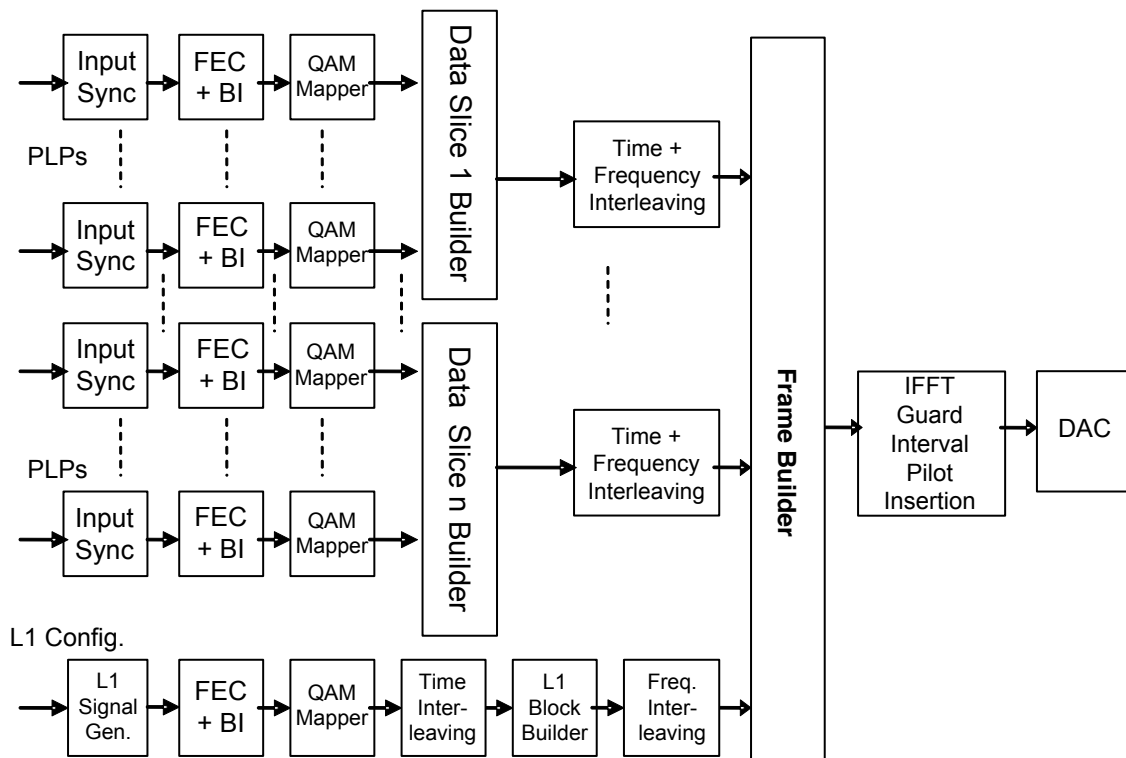 Input
Sync
FEC
+ BI
QAM
Mapper
PLPs
Input
Sync
FEC
+ BI
QAM
Mapper
Data Slice 1 Builder
Time +
Frequency
Interleaving
Input
Sync
FEC
+ BI
QAM
Mapper
PLPs
Input
Sync
FEC
+ BI
QAM
Mapper
Data Slice n Builder
Time +
Frequency
Interleaving
L1 Config.
L1
Signal
Gen.
FEC
+ BI
QAM
Mapper
Time
Inter-
leaving
L1
Block
Builder
Freq.
Inter-
leaving
Frame Builder
IFFT
Guard
Interval
Pilot
Insertion
DAC